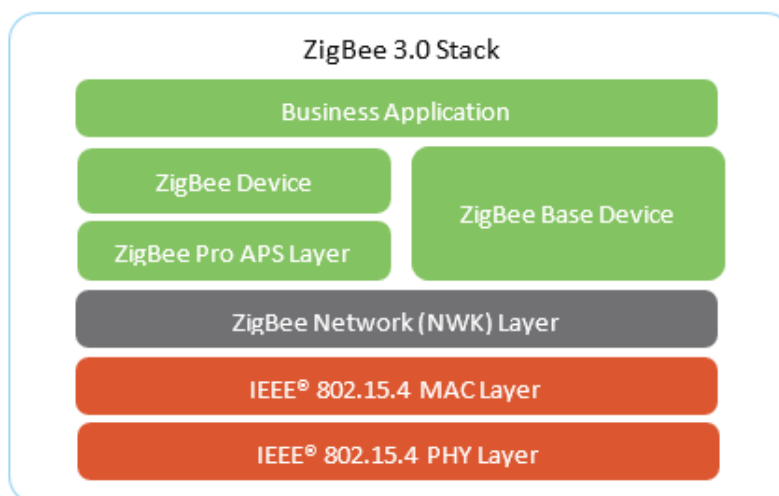 ZigBee 3.0 Stack
Business Application
ZigBee Device
ZigBee Base Device
ZigBee Pro APS Layer
ZigBee Network (NWK) Layer
IEEE® 802.15.4 MAC Layer
IEEE® 802.15.4 PHY Layer